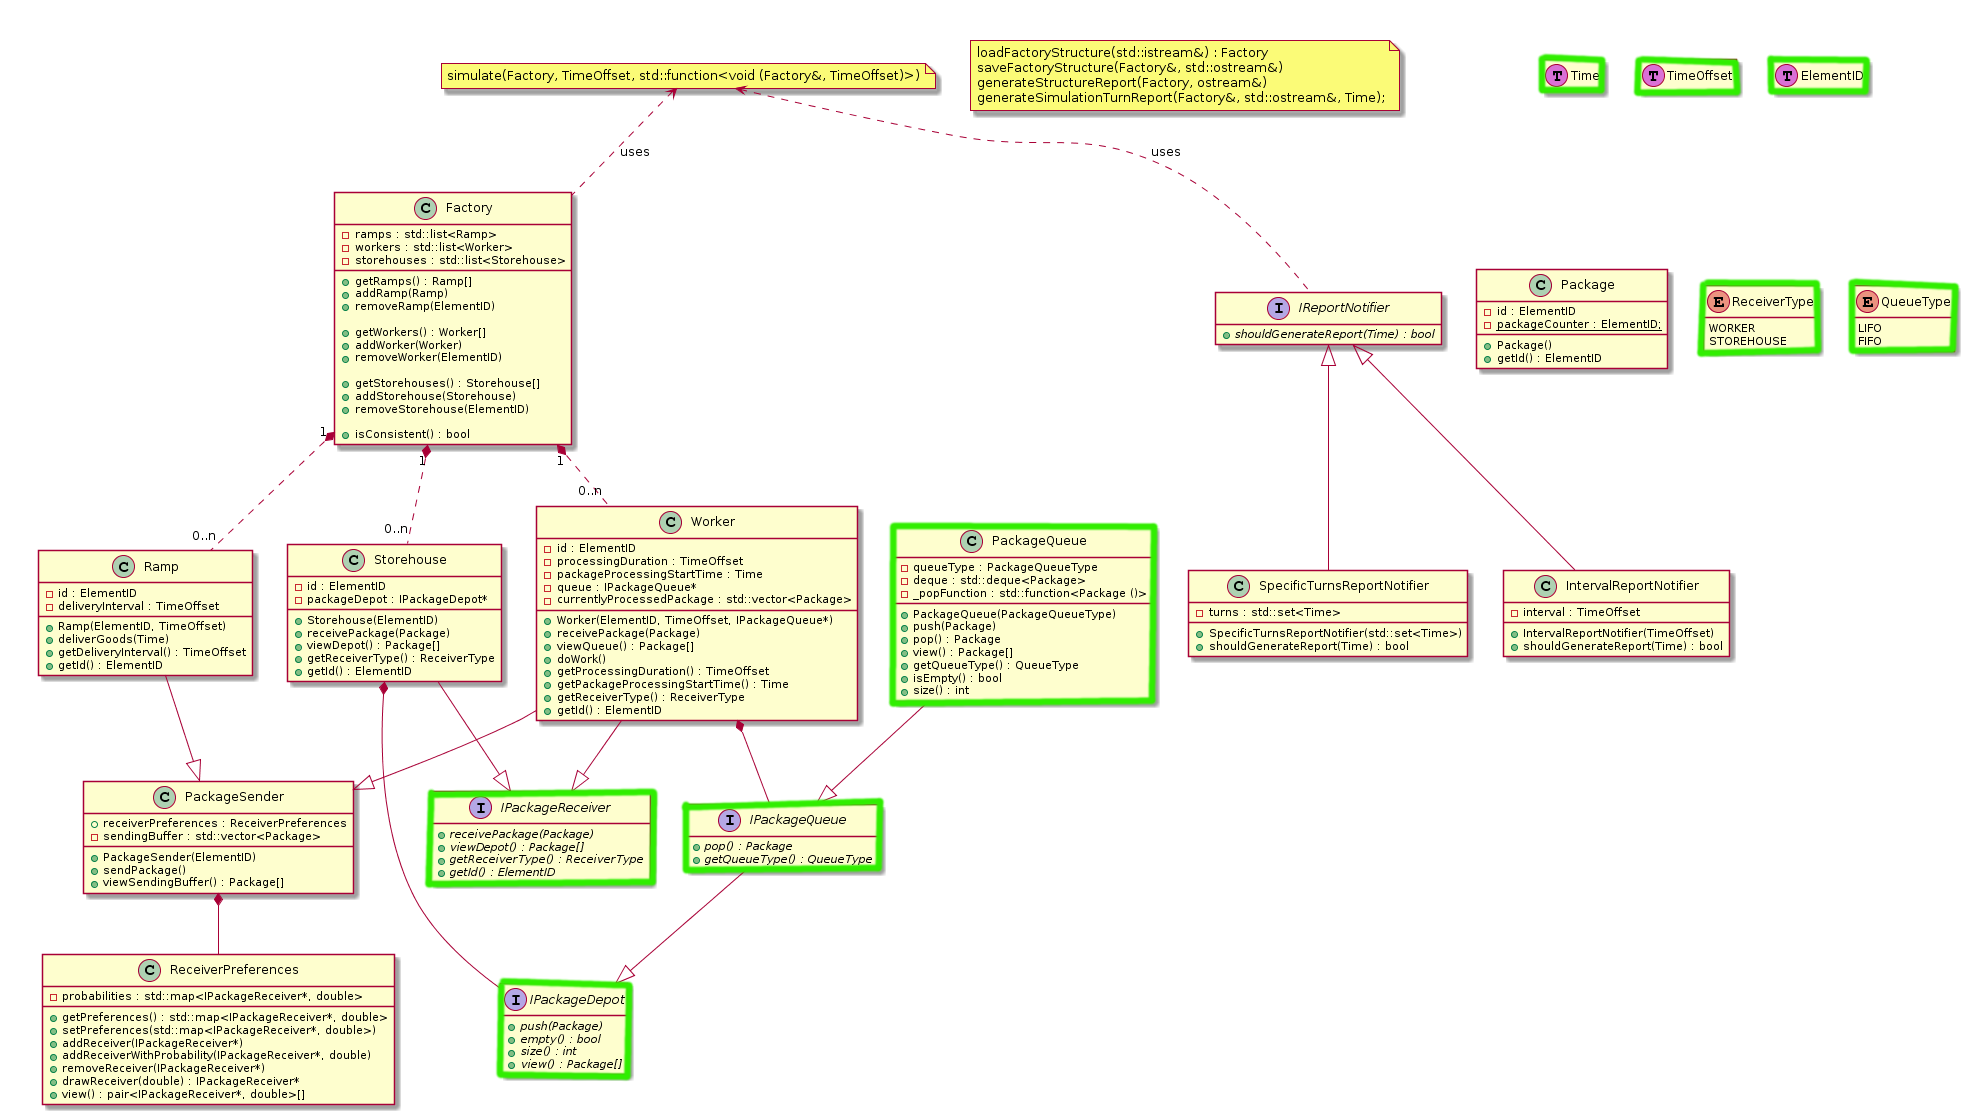 simulate(Factory, TimeOffset, std::function<void (Factory&, TimeOffset)>)
loadFactoryStructure(std::istream&) : Factory
saveFactoryStructure(Factory&, std::ostream&)
generateStructureReport(Factory, ostream&)
generateSimulationTurnReport(Factory&, std::ostream&, Time);
T Time
T TimeOffset
T ElementID
uses
uses
C Factory
ramps : std::list<Ramp>
workers : std::list<Worker>
storehouses : std::list<Storehouse>
getRamps() : Ramp[]
addRamp(Ramp)
removeRamp(ElementID)
getWorkers() : Worker[]
addWorker(Worker)
removeWorker(ElementID)
getStorehouses() : Storehouse[]
addStorehouse(Storehouse)
removeStorehouse(ElementID)
isConsistent() : bool
I IReportNotifier
shouldGenerateReport(Time) : bool
C Package
id : ElementID
packageCounter : ElementID;
Package()
getId() : ElementID
E ReceiverType
WORKER
STOREHOUSE
E QueueType
LIFO
FIFO
1
1
1
0..n
0..n
0..n
C Ramp
id : ElementID
deliveryInterval : TimeOffset
Ramp(ElementID, TimeOffset)
deliverGoods(Time)
getDeliveryInterval() : TimeOffset
getId() : ElementID
C Storehouse
id : ElementID
packageDepot : IPackageDepot*
Storehouse(ElementID)
receivePackage(Package)
viewDepot() : Package[]
getReceiverType() : ReceiverType
getId() : ElementID
C Worker
id : ElementID
processingDuration : TimeOffset
packageProcessingStartTime : Time
queue : IPackageQueue*
currentlyProcessedPackage : std::vector<Package>
Worker(ElementID, TimeOffset, IPackageQueue*)
receivePackage(Package)
viewQueue() : Package[]
doWork()
getProcessingDuration() : TimeOffset
getPackageProcessingStartTime() : Time
getReceiverType() : ReceiverType
getId() : ElementID
C PackageQueue
queueType : PackageQueueType
deque : std::deque<Package>
_popFunction : std::function<Package ()>
PackageQueue(PackageQueueType)
push(Package)
pop() : Package
view() : Package[]
getQueueType() : QueueType
isEmpty() : bool
size() : int
C SpecificTurnsReportNotifier
turns : std::set<Time>
SpecificTurnsReportNotifier(std::set<Time>)
shouldGenerateReport(Time) : bool
C IntervalReportNotifier
interval : TimeOffset
IntervalReportNotifier(TimeOffset)
shouldGenerateReport(Time) : bool
C PackageSender
receiverPreferences : ReceiverPreferences
sendingBuffer : std::vector<Package>
PackageSender(ElementID)
sendPackage()
viewSendingBuffer() : Package[]
I IPackageReceiver
receivePackage(Package)
viewDepot() : Package[]
getReceiverType() : ReceiverType
getId() : ElementID
I IPackageQueue
pop() : Package
getQueueType() : QueueType
C ReceiverPreferences
probabilities : std::map<IPackageReceiver*, double>
getPreferences() : std::map<IPackageReceiver*, double>
setPreferences(std::map<IPackageReceiver*, double>)
addReceiver(IPackageReceiver*)
addReceiverWithProbability(IPackageReceiver*, double)
removeReceiver(IPackageReceiver*)
drawReceiver(double) : IPackageReceiver*
view() : pair<IPackageReceiver*, double>[]
I IPackageDepot
push(Package)
empty() : bool
size() : int
view() : Package[]